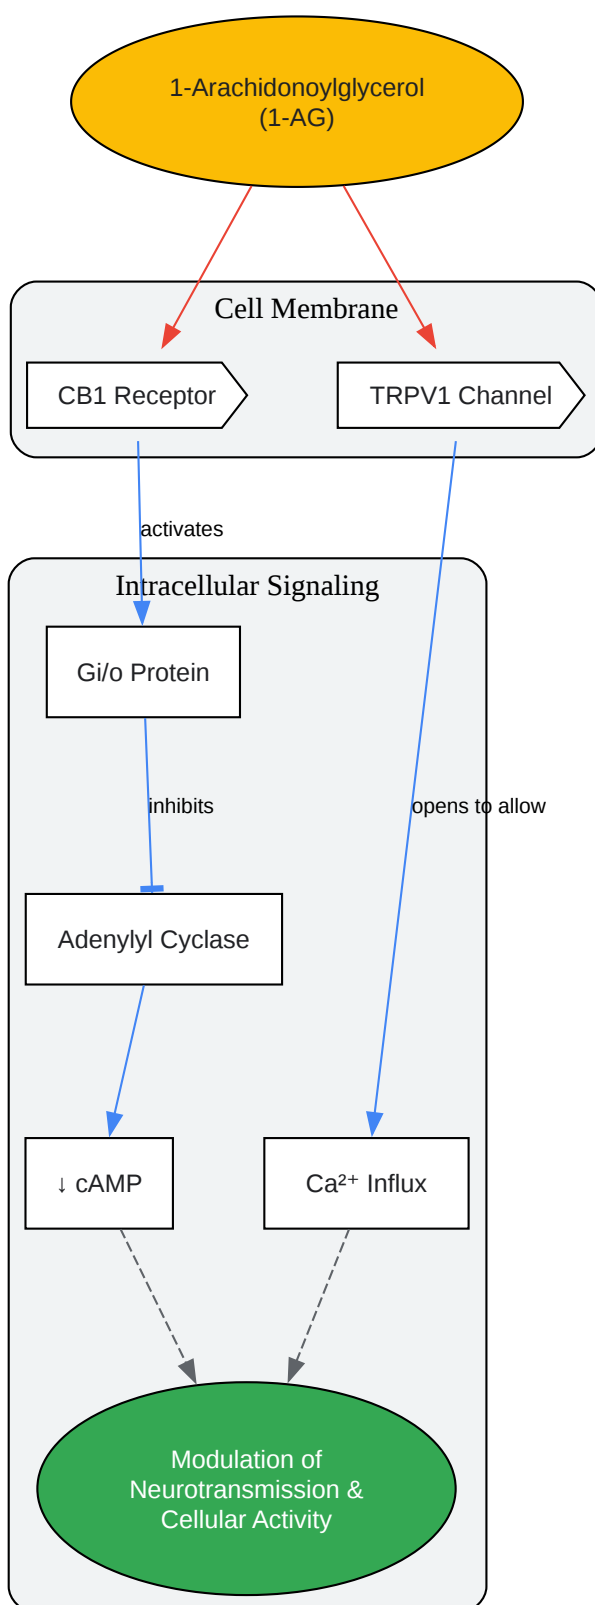 1-Arachidonoylglycerol
(1-AG)
Cell Membrane
CB1 Receptor
TRPV1 Channel
activates
Intracellular Signaling
Gi/o Protein
inhibits
opens to allow
Adenylyl Cyclase
↓ cAMP
Ca²⁺ Influx
Modulation of
Neurotransmission &
Cellular Activity